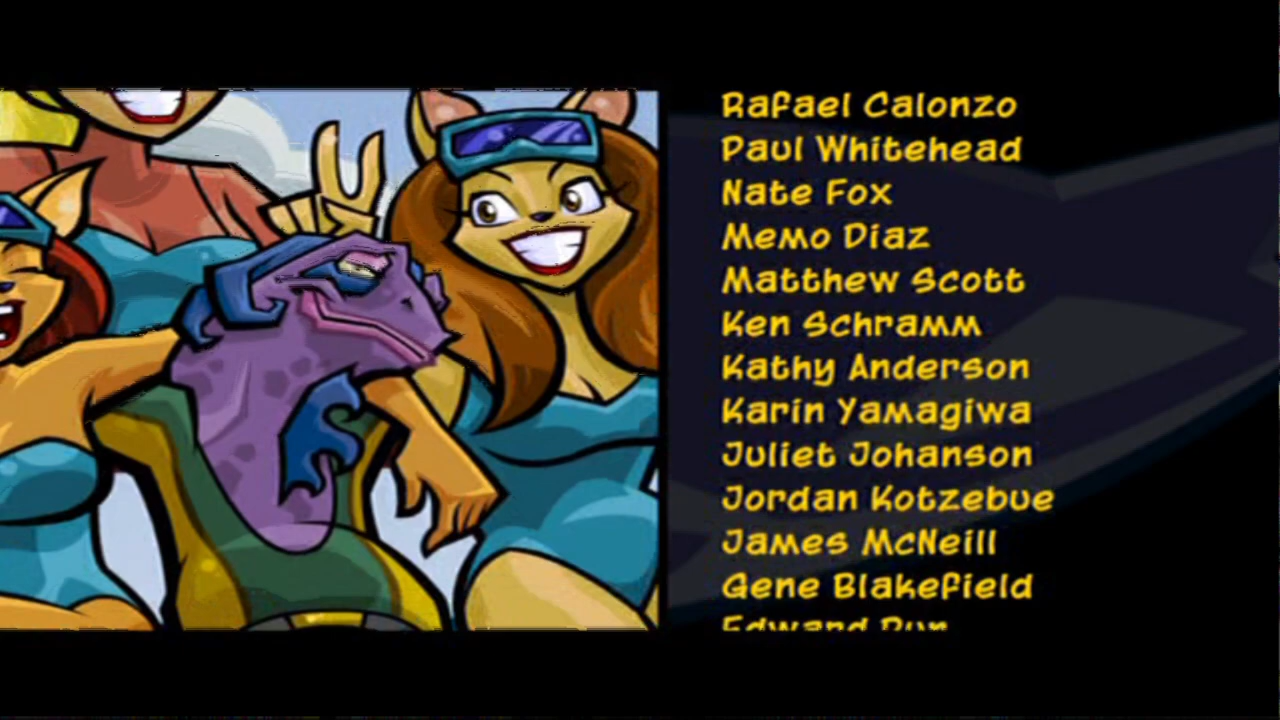 Rafael Calonzo
Paul Whitehead
Nate Fox
Memo Diaz
Matthew Scott
Ken Schramm
Kathy Anderson
Karin Yamagiwa
Juliet Johanson
Jordan Kotzebue
James McNeill
Gene Blakefield
Edward